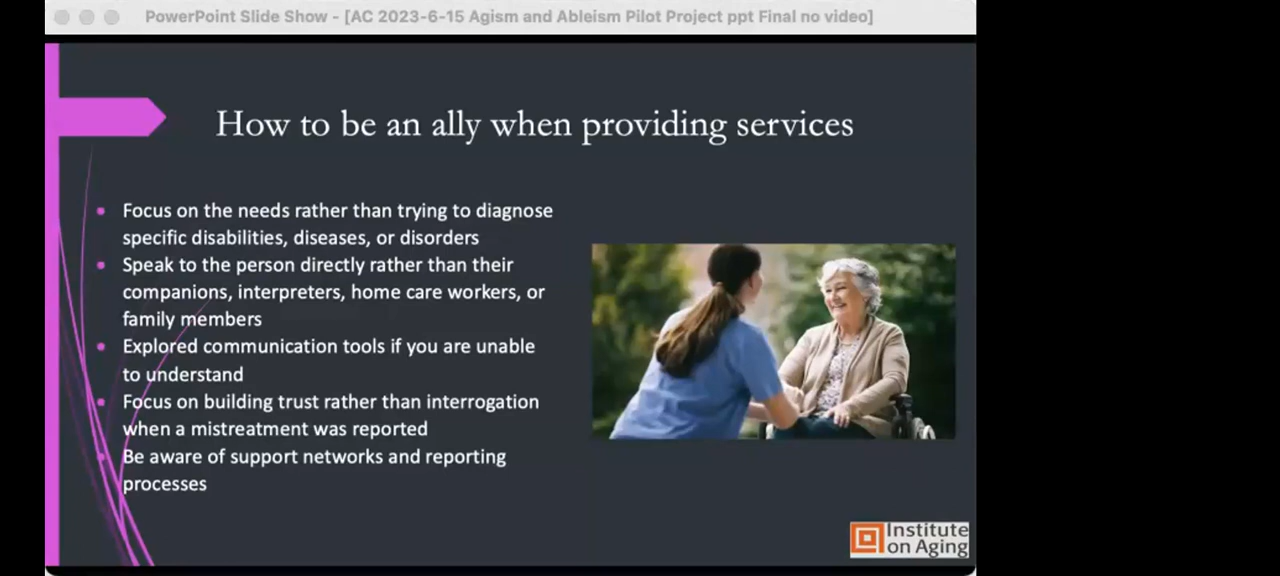 PowerPoint Slide Show - [AC 2023-6-15 Agism and Ableism Pilot Project ppt Final no video]
How to be an ally when providing services
Focus on the needs rather than trying to diagnose
specific disabilities, diseases, or disorders
Speak to the person directly rather than their
companions, interpreters, home care workers, or
family members
Explored communication tools if you are unable
to understand
Focus on building trust rather than interrogation
when a mistreatment was reported
Be aware of support networks and reporting
processes
Institute
on Aging